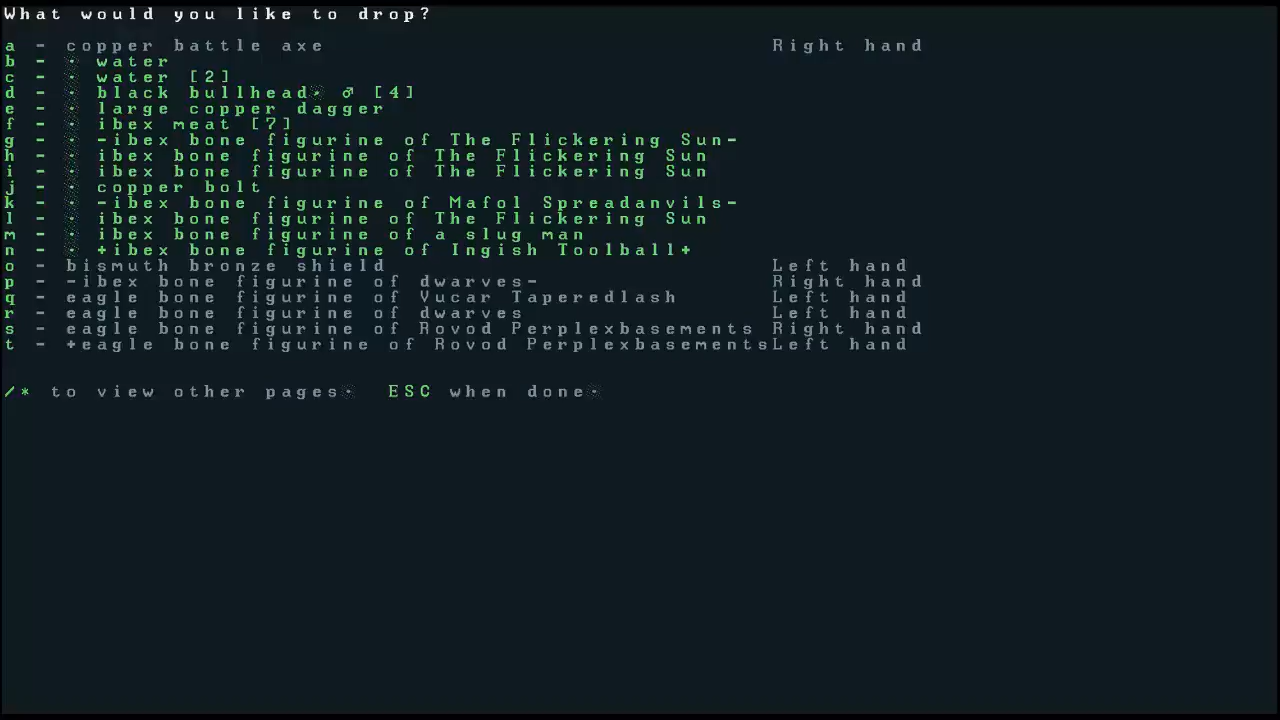 What would you like to drop?
a - copper battle axe Right hand
b - · water
c - · water [2]
d - · black bullhead, ♂ [4]
e - · large copper dagger
f - · ibex meat [7]
g - · -ibex bone figurine of The Flickering Sun-
h - · ibex bone figurine of The Flickering Sun
i - · ibex bone figurine of The Flickering Sun
j - · copper bolt
k - · -ibex bone figurine of Mafol Spreadanvils-
l - · ibex bone figurine of The Flickering Sun
m - · ibex bone figurine of a slug man
n - · +ibex bone figurine of Ingish Toolball+
o - bismuth bronze shield Left hand
p - -ibex bone figurine of dwarves- Right hand
q - eagle bone figurine of Vucar Taperedlash Left hand
r - eagle bone figurine of dwarves Left hand
s - eagle bone figurine of Rovod Perplexbasements Right hand
t - +eagle bone figurine of Rovod Perplexbasements Left hand
/* to view other pages. ESC when done.